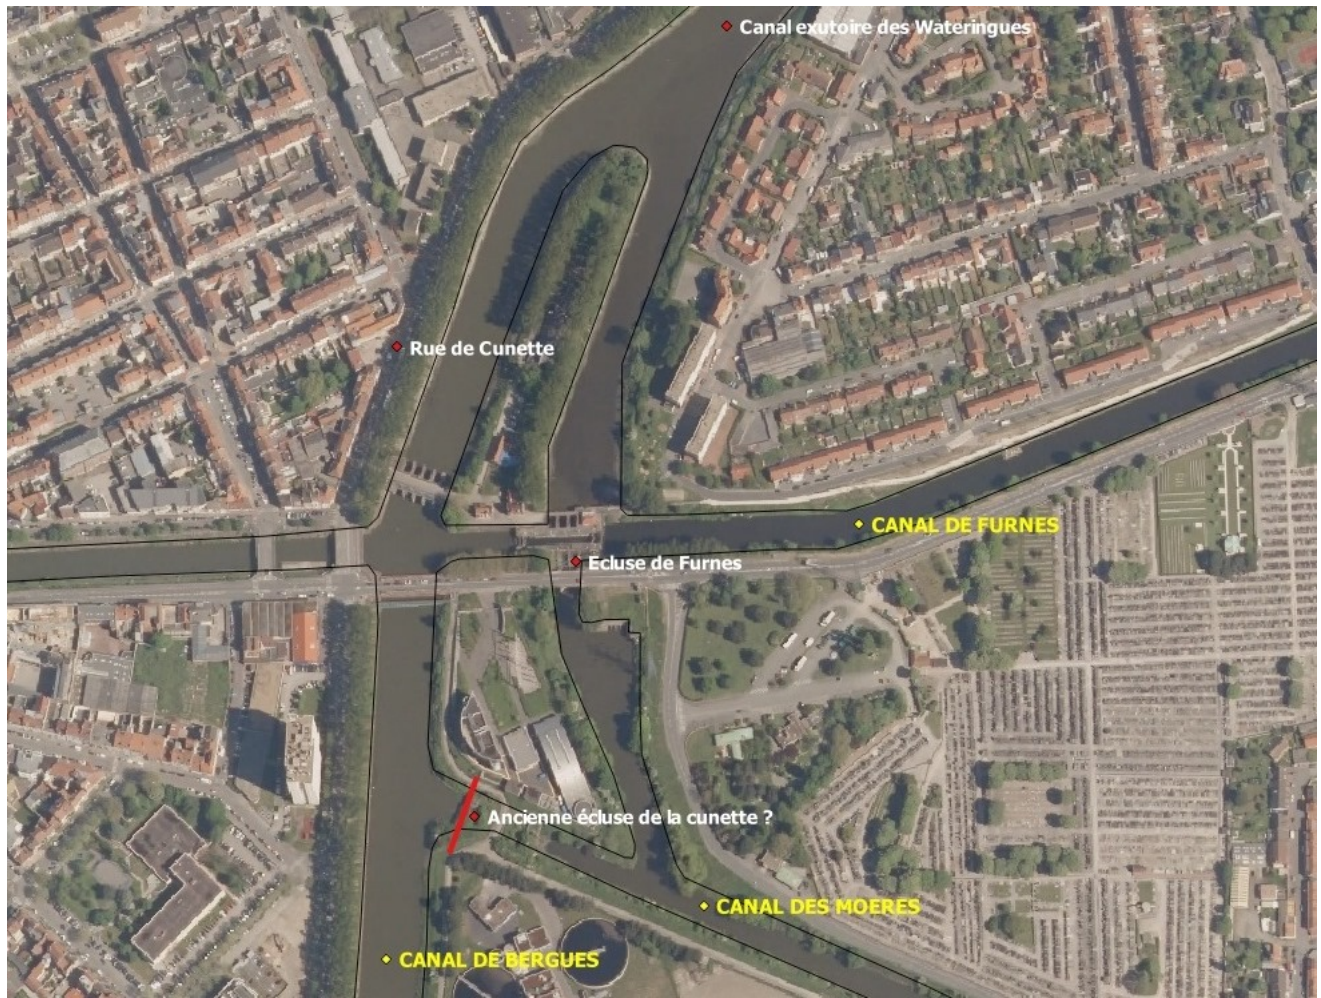 Canal exutoire des Wateringues
Rue de Cunette
CANAL DE FURNES
Ecluse de Furnes
Ancienne écluse de la cunette ?
CANAL DES MOERES
CANAL DE BERGUES